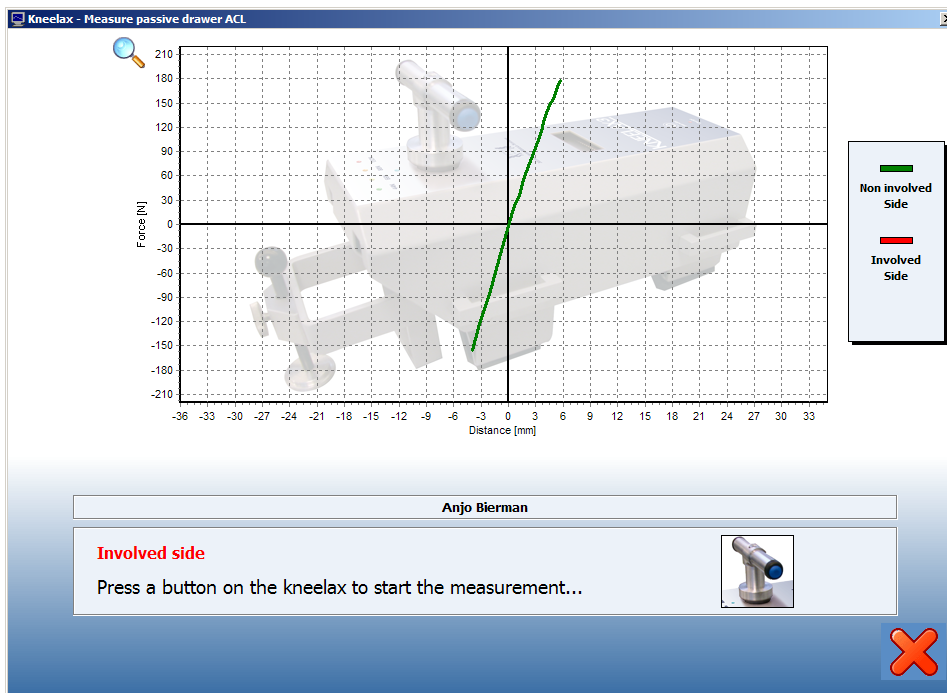 Kneelax - Measure passive drawer ACL
210
180
150
120
90
60
30
0
-30
-60
-90
-120
-150
-180
-210
Force [N]
-36 -33 -30 -27 -24 -21 -18 -15 -12 -9 -6 -3 0 3 6 9 12 15 18 21 24 27 30 33
Distance [mm]
Non involved
Side
Involved
Side
Anjo Bierman
Involved side
Press a button on the kneelax to start the measurement...